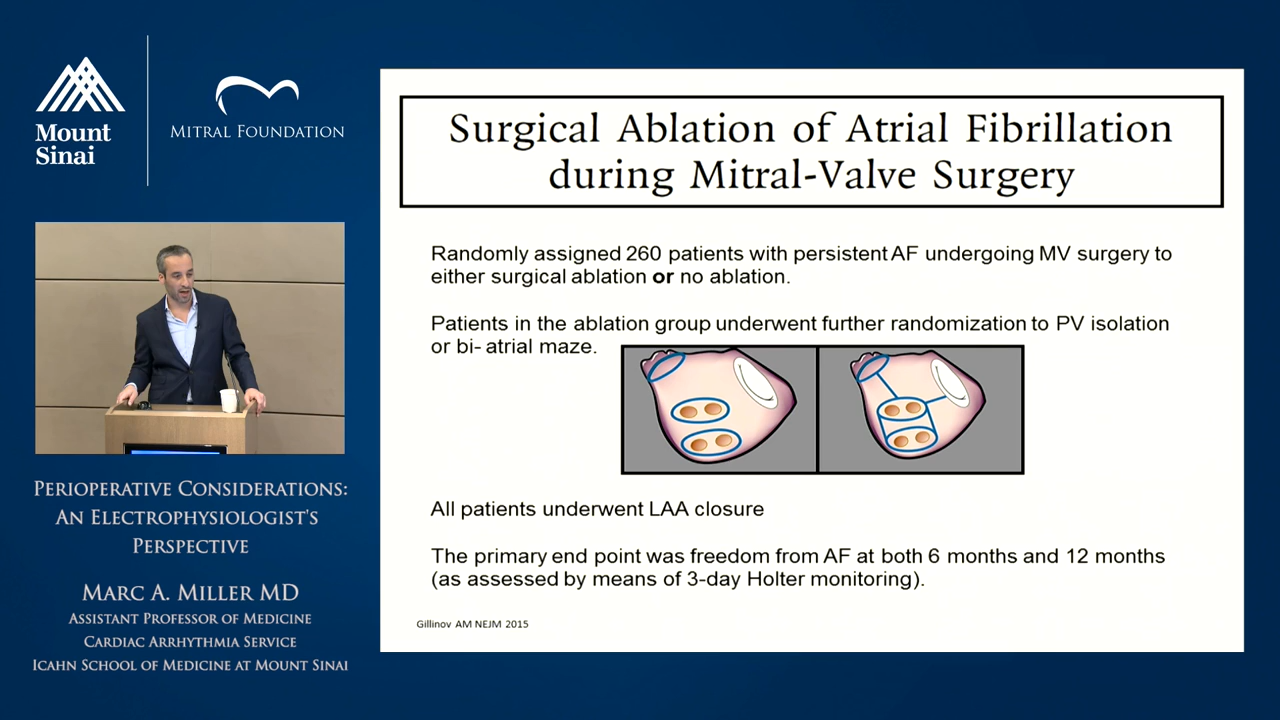 Mount
Sinai
MITRAL FOUNDATION
Surgical Ablation of Atrial Fibrillation
during Mitral-Valve Surgery
Randomly assigned 260 patients with persistent AF undergoing MV surgery to
either surgical ablation or no ablation.
Patients in the ablation group underwent further randomization to PV isolation
or bi- atrial maze.
All patients underwent LAA closure
The primary end point was freedom from AF at both 6 months and 12 months
(as assessed by means of 3-day Holter monitoring).
Gillinov AM NEJM 2015
PERIOPERATIVE CONSIDERATIONS:
AN ELECTROPHYSIOLOGIST'S
PERSPECTIVE
MARC A. MILLER MD
ASSISTANT PROFESSOR OF MEDICINE
CARDIAC ARRHYTHMIA SERVICE
ICAHN SCHOOL OF MEDICINE AT MOUNT SINAI